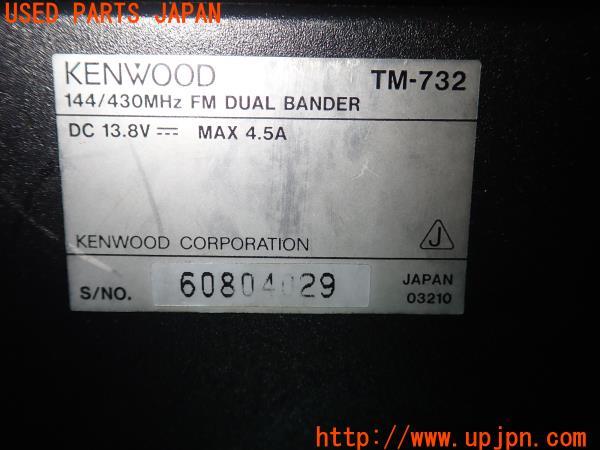 USED PARTS JAPAN
KENWOOD TM-732
144/430MHz FM DUAL BANDER
DC 13.8V ⎓ MAX 4.5A
KENWOOD CORPORATION J
S/NO. 60804029 JAPAN
03210
http://www.upjpn.com/